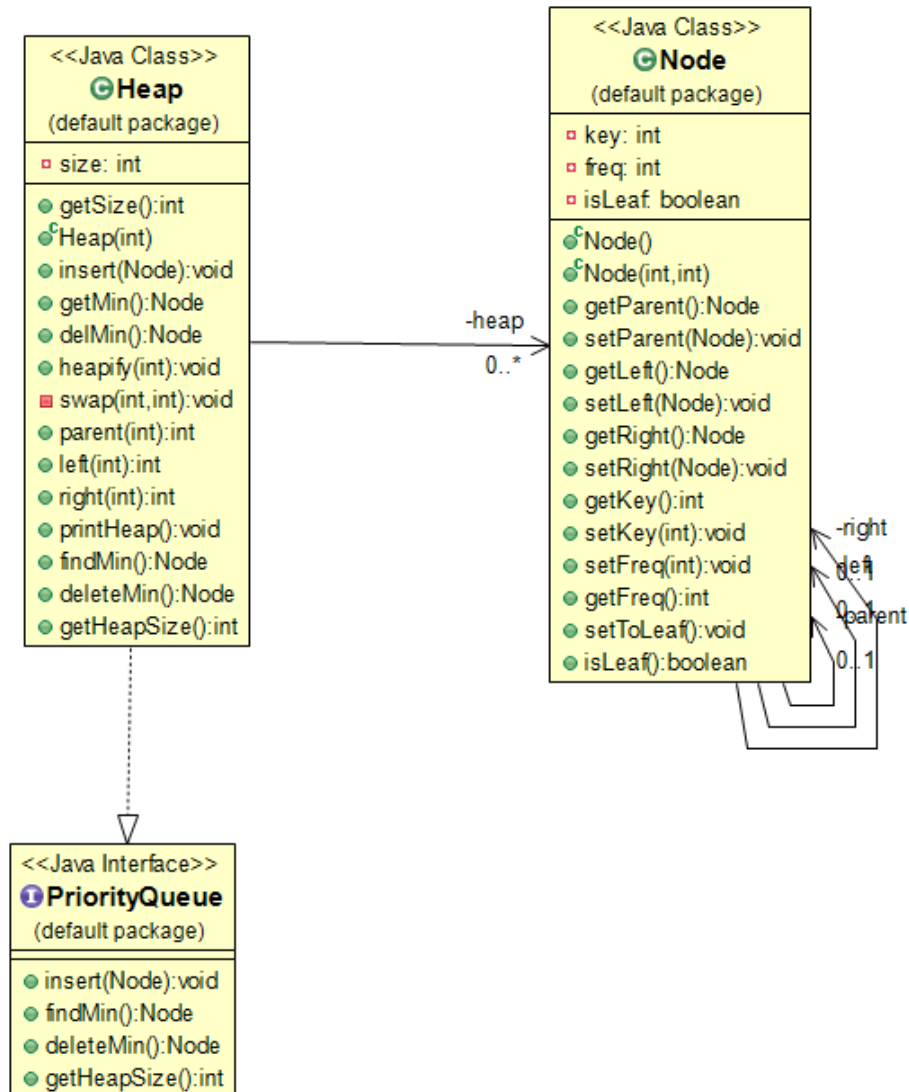 <<Java Class>>
Heap
(default package)
size: int
getSize():int
Heap(int)
insert(Node):void
getMin():Node
delMin():Node
heapify(int):void
swap(int,int):void
parent(int):int
left(int):int
right(int):int
printHeap():void
findMin():Node
deleteMin():Node
getHeapSize():int
-heap
0..*
<<Java Class>>
Node
(default package)
key: int
freq: int
isLeaf: boolean
Node()
Node(int,int)
getParent():Node
setParent(Node):void
getLeft():Node
setLeft(Node):void
getRight():Node
setRight(Node):void
getKey():int
setKey(int):void
setFreq(int):void
getFreq():int
setToLeaf():void
isLeaf():boolean
-right
-left
0..1
0..1
-parent
0..1
<<Java Interface>>
PriorityQueue
(default package)
insert(Node):void
findMin():Node
deleteMin():Node
getHeapSize():int